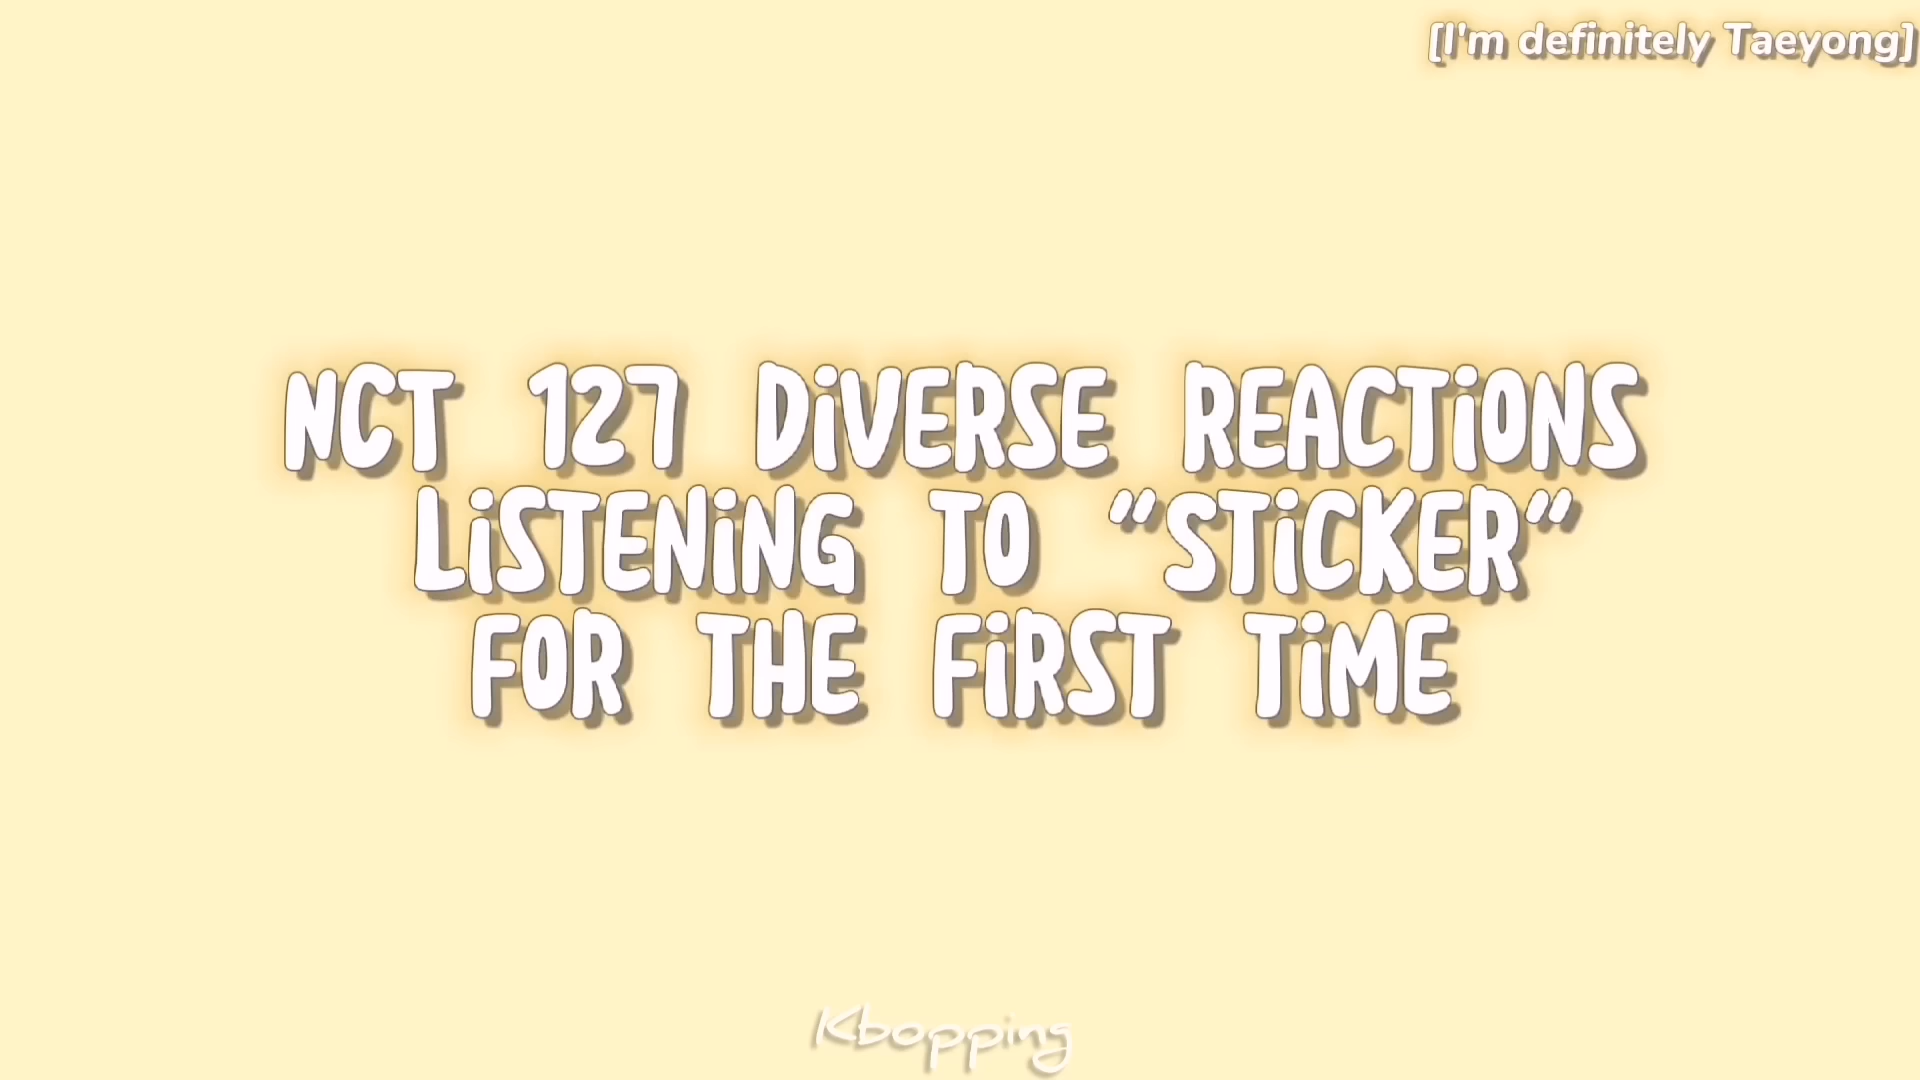 [I'm definitely Taeyong]
NCT 127 DiVERSE REACTiONS
LiSTENiNG TO "STiCKER"
FOR THE FiRST TiME
Kbopping